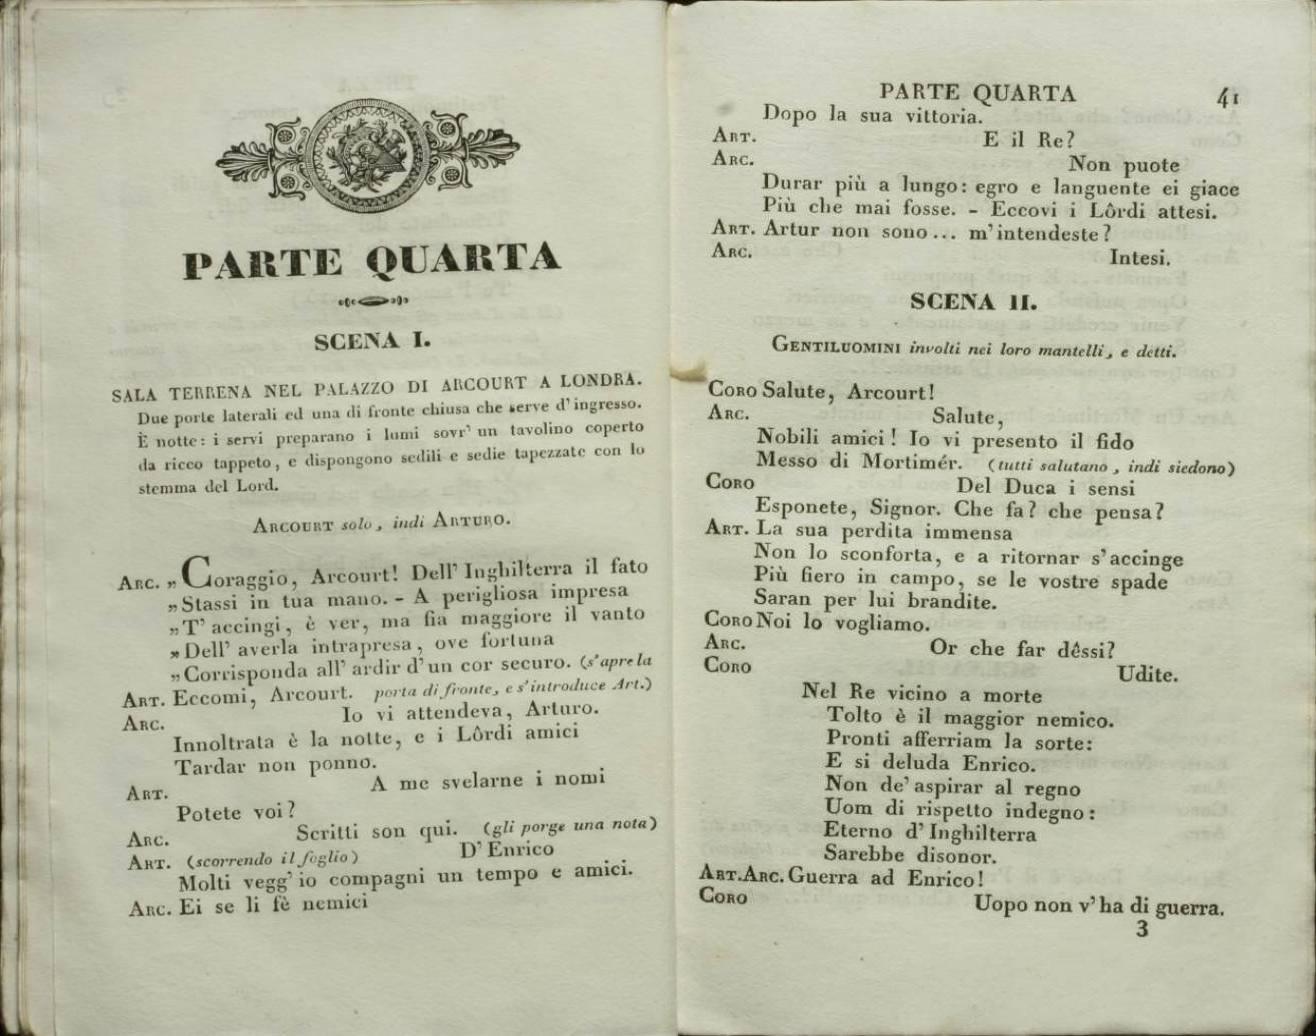 PARTE QUARTA
SCENA I.
SALA TERRENA NEL PALAZZO DI ARCOURT A LONDRA.
Due porte laterali ed una di fronte chiusa che serve d'ingresso.
È notte: i servi preparano i lumi sovr' un tavolino coperto
da ricco tappeto, e dispongono sedili e sedie tapezzate con lo
stemma del Lord.
ARCOURT solo, indi ARTURO.
ARC. „ Coraggio, Arcourt! Dell' Inghilterra il fato
„Stassi in tua mano. - A perigliosa impresa
„T' accingi, è ver, ma fia maggiore il vanto
„Dell' averla intrapresa, ove fortuna
„Corrisponda all' ardir d'un cor securo. (s'apre la
ART. Eccomi, Arcourt. porta di fronte, e s'introduce Art.)
ARC. Io vi attendeva, Arturo.
Innoltrata è la notte, e i Lôrdi amici
Tardar non ponno.
ART. A me svelarne i nomi
Potete voi?
ARC. Scritti son qui. (gli porge una nota)
ART. (scorrendo il foglio) D' Enrico
Molti vegg' io compagni un tempo e amici.
ARC. Ei se li fè nemici
PARTE QUARTA 41
Dopo la sua vittoria.
ART. E il Re?
ARC. Non puote
Durar più a lungo: egro e languente ei giace
Più che mai fosse. - Eccovi i Lôrdi attesi.
ART. Artur non sono... m'intendeste?
ARC. Intesi.
SCENA II.
GENTILUOMINI involti nei loro mantelli, e detti.
CORO Salute, Arcourt!
ARC. Salute,
Nobili amici! Io vi presento il fido
Messo di Mortimér. (tutti salutano, indi siedono)
CORO Del Duca i sensi
Esponete, Signor. Che fa? che pensa?
ART. La sua perdita immensa
Non lo sconforta, e a ritornar s'accinge
Più fiero in campo, se le vostre spade
Saran per lui brandite.
CORO Noi lo vogliamo.
ARC. Or che far déssi?
CORO Udite.
Nel Re vicino a morte
Tolto è il maggior nemico.
Pronti afferriam la sorte:
E si deluda Enrico.
Non de' aspirar al regno
Uom di rispetto indegno:
Eterno d'Inghilterra
Sarebbe disonor.
ART.ARC. Guerra ad Enrico!
CORO Uopo non v' ha di guerra.
3